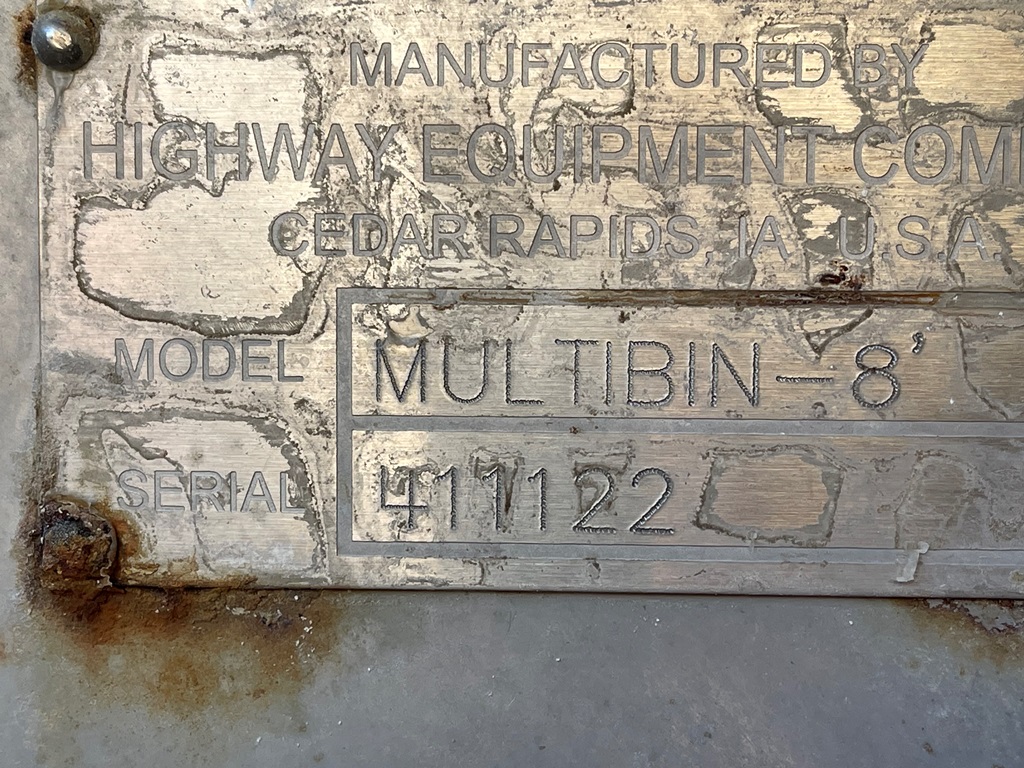 MANUFACTURED BY
HIGHWAY EQUIPMENT COM
CEDAR RAPIDS, IA U.S.A.
MODEL MULTIBIN-8'
SERIAL 411122